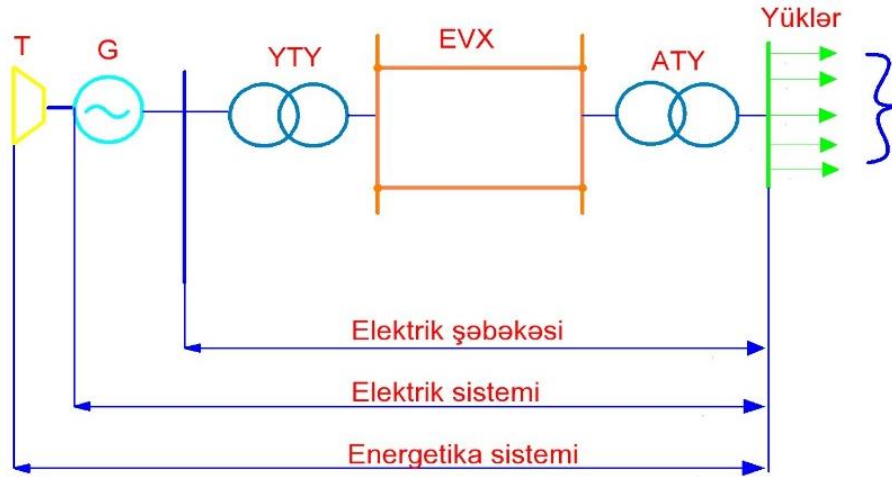 T
G
YTY
EVX
ATY
Yüklər
Elektrik şəbəkəsi
Elektrik sistemi
Energetika sistemi